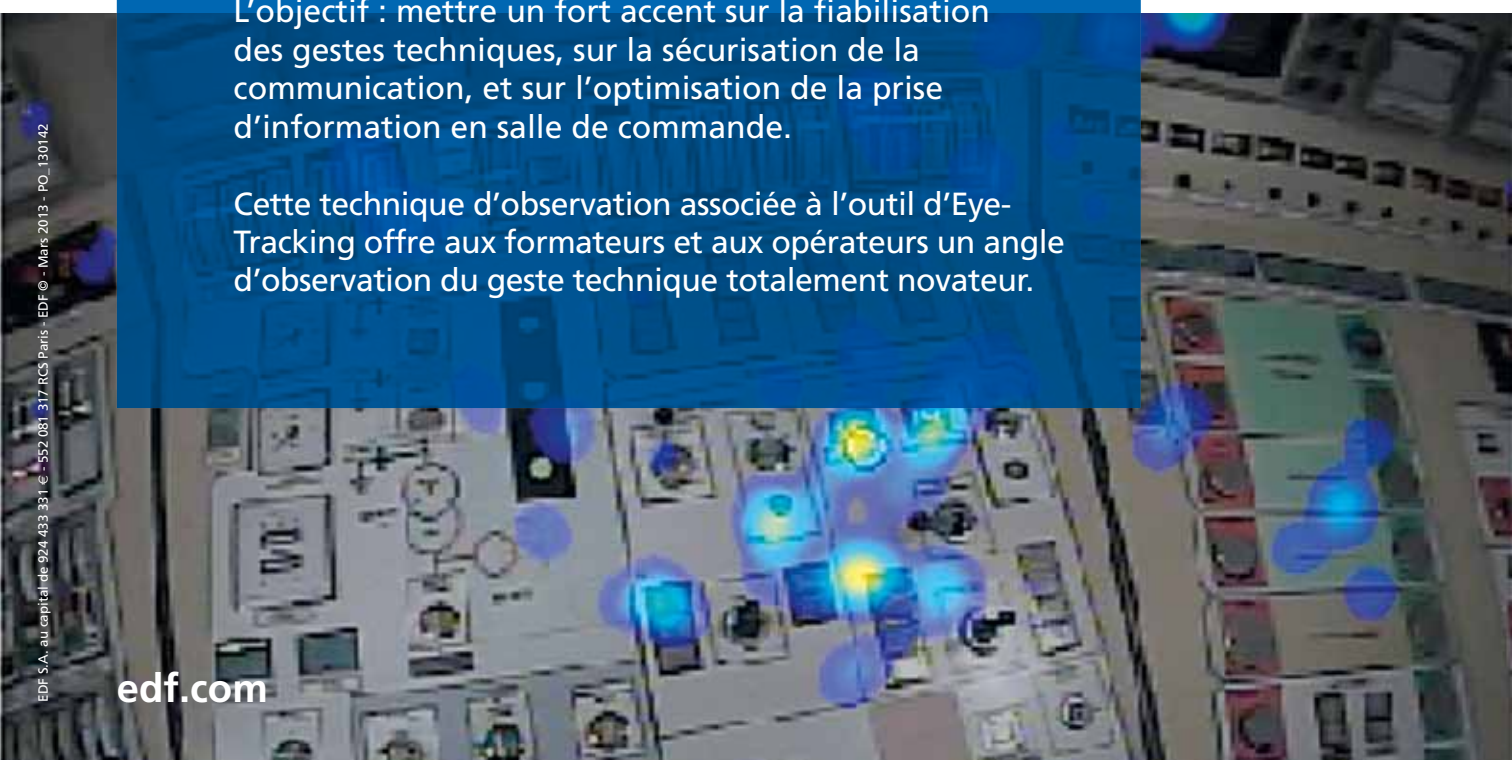 L’objectif : mettre un fort accent sur la fiabilisation
des gestes techniques, sur la sécurisation de la
communication, et sur l’optimisation de la prise
d’information en salle de commande.
Cette technique d’observation associée à l’outil d’Eye-
Tracking offre aux formateurs et aux opérateurs un angle
d’observation du geste technique totalement novateur.
edf.com
EDF S.A. au capital de 924 433 331 € - 552 081 317 RCS Paris - EDF © - Mars 2013 - PO_130142